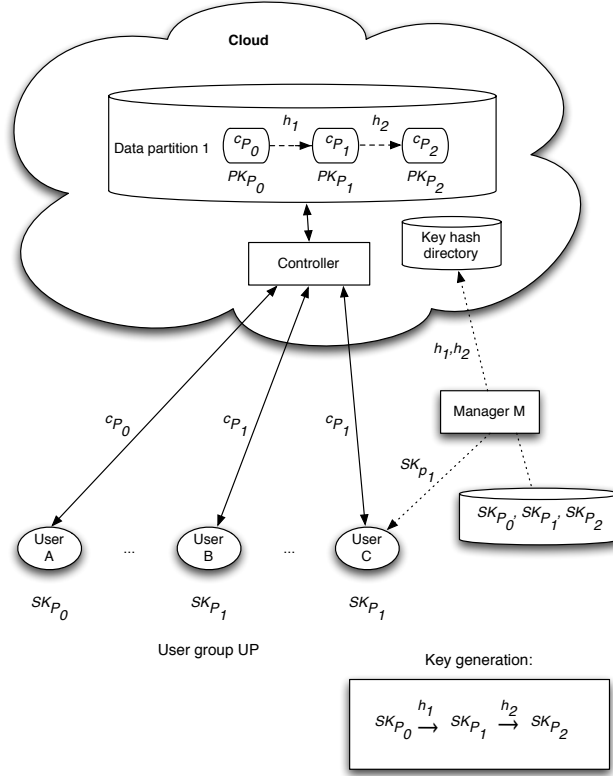 Cloud
h1 h2
Data partition 1 cP0 cP1 cP2
PKP0 PKP1 PKP2
Key hash
directory
Controller
h1,h2
Manager M
cP0 cP1 cP1
SKp1
SKP0, SKP1, SKP2
User
A
...
User
B
...
User
C
SKP0 SKP1 SKP1
User group UP
Key generation:
h1 h2
SKP0 → SKP1 → SKP2